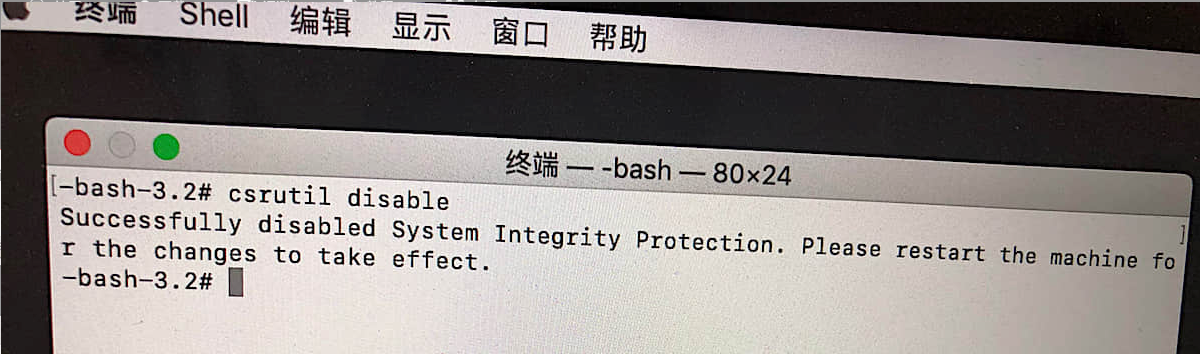 终端 Shell 编辑 显示 窗口 帮助
终端 — -bash — 80×24
[-bash-3.2# csrutil disable ]
Successfully disabled System Integrity Protection. Please restart the machine fo
r the changes to take effect.
-bash-3.2#